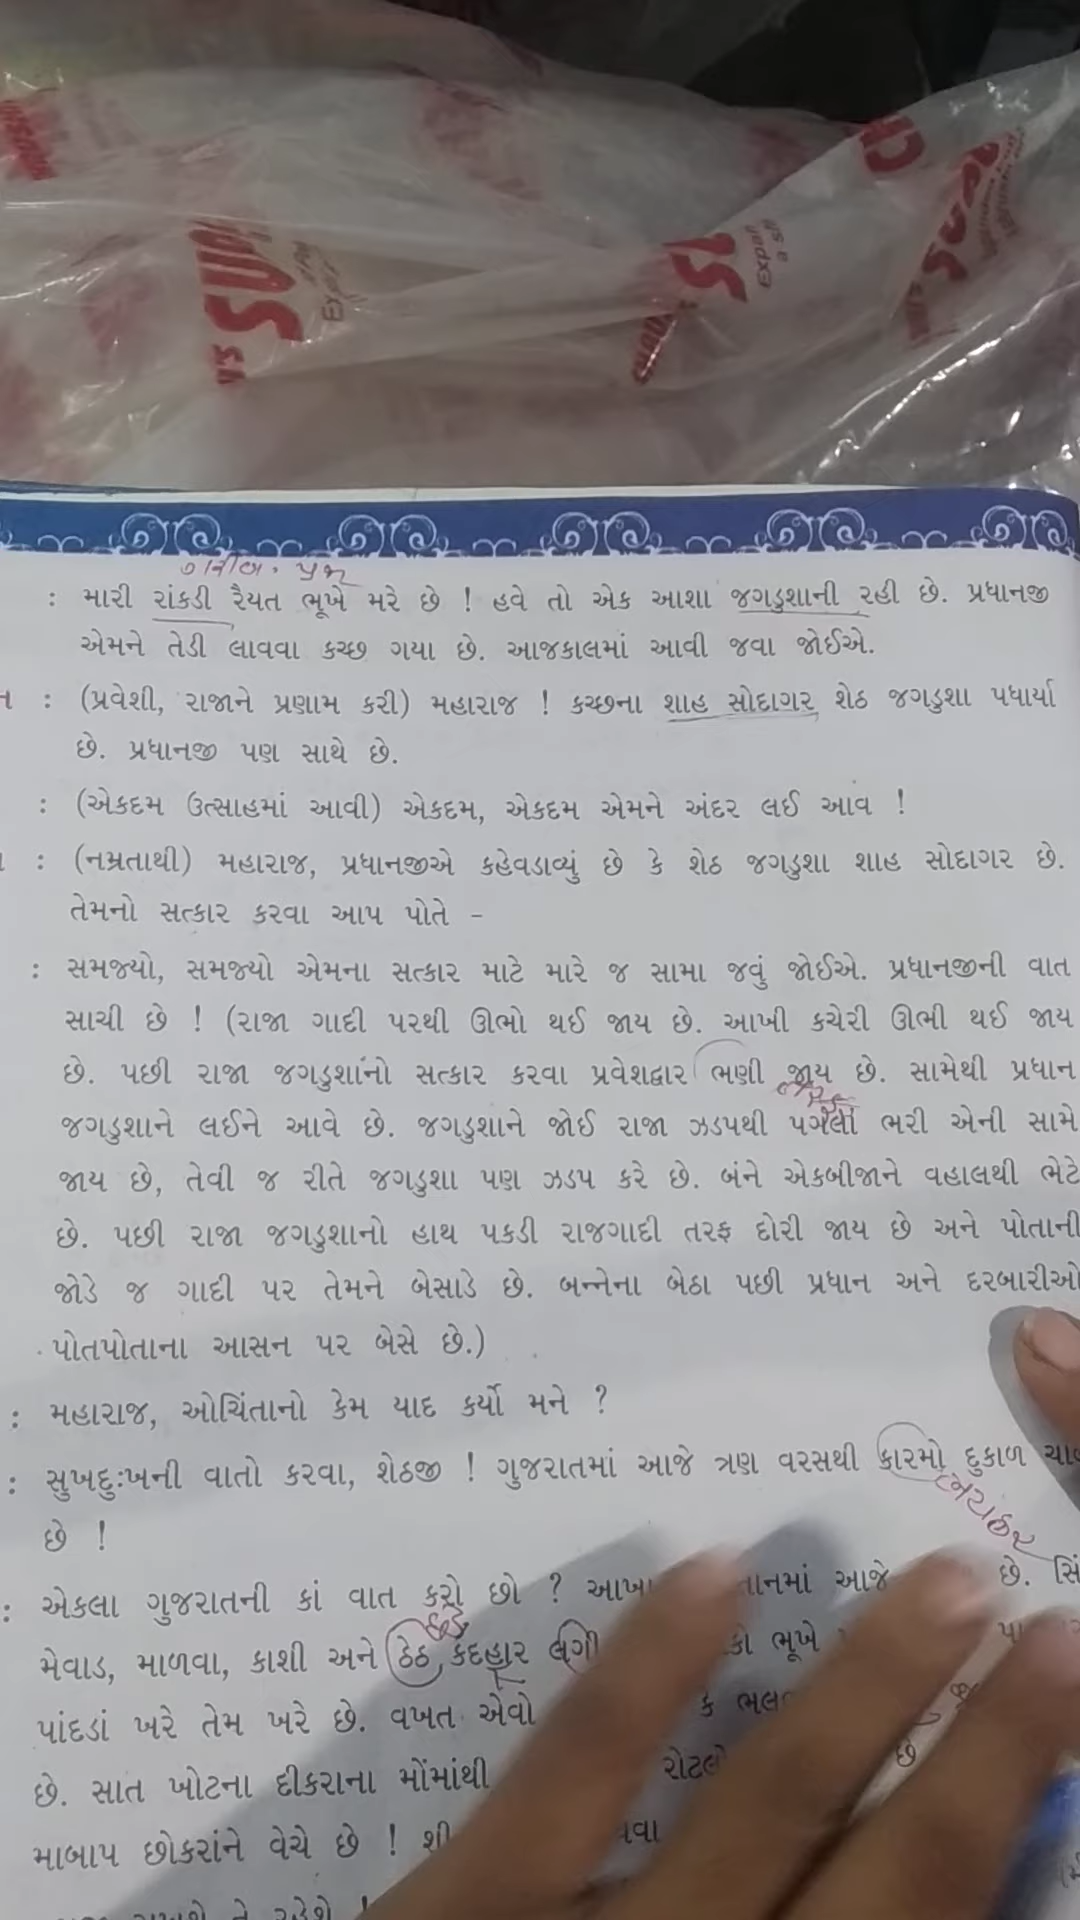 ગરીબ. પ્રજા
: મારી રાંકડી રૈયત ભૂખે મરે છે ! હવે તો એક આશા જગડુશાની રહી છે. પ્રધાનજી
એમને તેડી લાવવા કચ્છ ગયા છે. આજકાલમાં આવી જવા જોઈએ.
: (પ્રવેશી, રાજાને પ્રણામ કરી) મહારાજ ! કચ્છના શાહ સોદાગર શેઠ જગડુશા પધાર્યા
છે. પ્રધાનજી પણ સાથે છે.
: (એકદમ ઉત્સાહમાં આવી) એકદમ, એકદમ એમને અંદર લઈ આવ !
: (નમ્રતાથી) મહારાજ, પ્રધાનજીએ કહેવડાવ્યું છે કે શેઠ જગડુશા શાહ સોદાગર છે.
તેમનો સત્કાર કરવા આપ પોતે -
: સમજ્યો, સમજ્યો એમના સત્કાર માટે મારે જ સામા જવું જોઈએ. પ્રધાનજીની વાત
સાચી છે ! (રાજા ગાદી પરથી ઊભો થઈ જાય છે. આખી કચેરી ઊભી થઈ જાય
છે. પછી રાજા જગડુશાંનો સત્કાર કરવા પ્રવેશદ્વાર ભણી જાય છે. સામેથી પ્રધાન
તરફ
જગડુશાને લઈને આવે છે. જગડુશાને જોઈ રાજા ઝડપથી પગલાં ભરી એની સામે
જાય છે, તેવી જ રીતે જગડુશા પણ ઝડપ કરે છે. બંને એકબીજાને વહાલથી ભેટે
છે. પછી રાજા જગડુશાનો હાથ પકડી રાજગાદી તરફ દોરી જાય છે અને પોતાની
જોડે જ ગાદી પર તેમને બેસાડે છે. બન્નેના બેઠા પછી પ્રધાન અને દરબારીઓ
પોતપોતાના આસન પર બેસે છે.)
: મહારાજ, ઓચિંતાનો કેમ યાદ કર્યો મને ?
: સુખદુઃખની વાતો કરવા, શેઠજી ! ગુજરાતમાં આજે ત્રણ વરસથી કારમો દુકાળ
ભયંકર
છે !
: એકલા ગુજરાતની કાં વાત કરો છો ? આખા આજે છે.
મેવાડ, માળવા, કાશી અને ઠેઠ કંદહાર લગી ભૂખે
પાંદડાં ખરે તેમ ખરે છે. વખત એવો કે
છે. સાત ખોટના દીકરાના મોંમાંથી છે
માબાપ છોકરાંને વેચે છે !